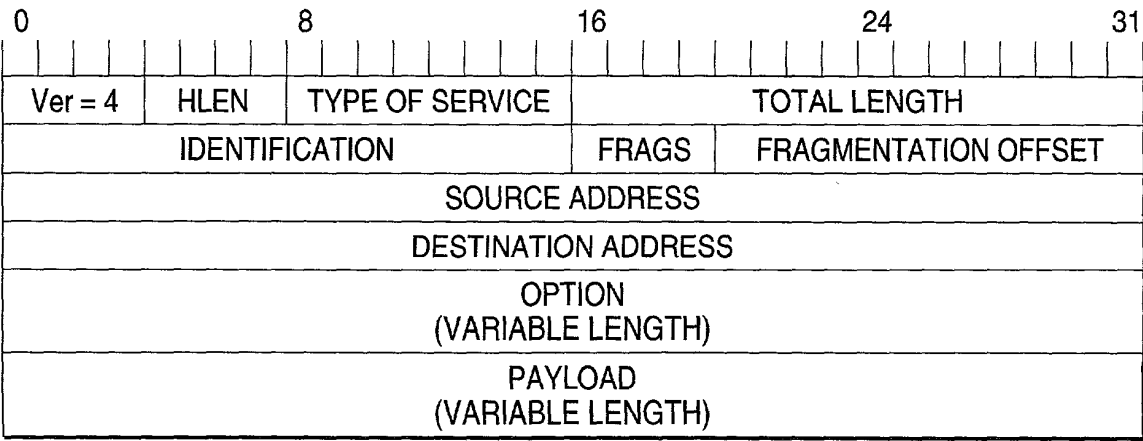 0 8 16 24 31
Ver = 4 HLEN TYPE OF SERVICE TOTAL LENGTH
IDENTIFICATION FRAGS FRAGMENTATION OFFSET
SOURCE ADDRESS
DESTINATION ADDRESS
OPTION
(VARIABLE LENGTH)
PAYLOAD
(VARIABLE LENGTH)